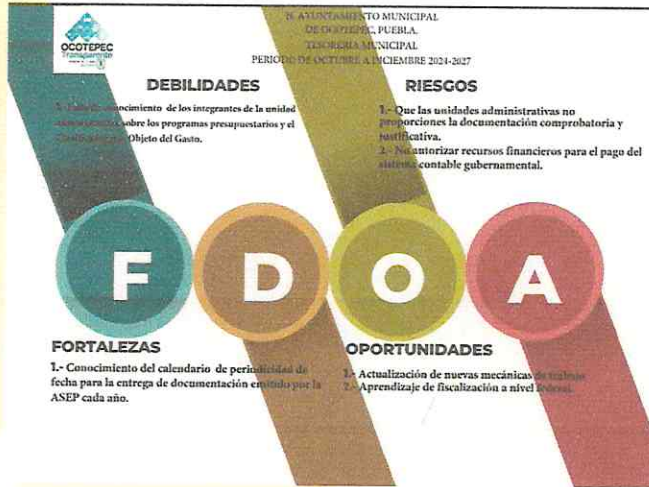 OCOTEPEC
Transparente
H. AYUNTAMIENTO MUNICIPAL
DE OCOTEPEC, PUEBLA.
TESORERIA MUNICIPAL
PERIODO DE OCTUBRE A DICIEMBRE 2024-2027
DEBILIDADES
conocimiento de los integrantes de la unidad
sobre los programas presupuestarios y el
Objeto del Gasto.
RIESGOS
1.- Que las unidades administrativas no
proporciones la documentación comprobatoria y
justificativa.
2.- No autorizar recursos financieros para el pago del
sistema contable gubernamental.
F D O A
FORTALEZAS
1.- Conocimiento del calendario de periodicidad de
fecha para la entrega de documentación emitido por la
ASEP cada año.
OPORTUNIDADES
1.- Actualización de nuevas mecánicas de trabajo
2.- Aprendizaje de fiscalización a nivel federal.